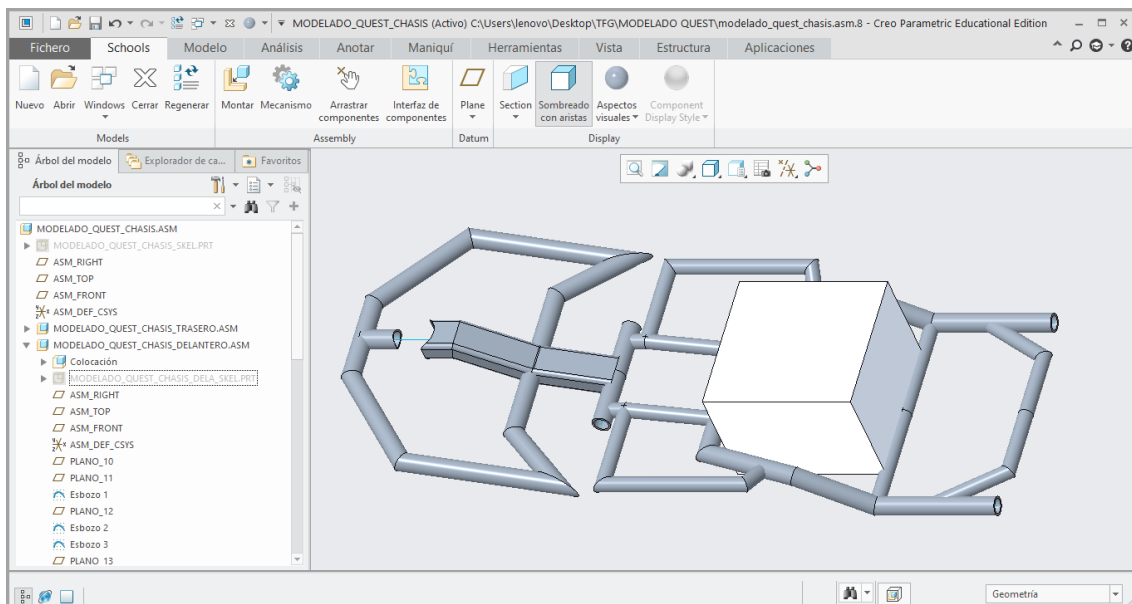 MODELADO_QUEST_CHASIS (Activo) C:\Users\lenovo\Desktop\TFG\MODELADO QUEST\modelado_quest_chasis.asm.8 - Creo Parametric Educational Edition
Fichero Schools Modelo Análisis Anotar Maniquí Herramientas Vista Estructura Aplicaciones
Nuevo Abrir Windows Cerrar Regenerar Montar Mecanismo Arrastrar componentes Interfaz de componentes Plane Section Sombreado con aristas Aspectos visuales Component Display Style
Models Assembly Datum Display
Árbol del modelo Explorador de ca... Favoritos
Árbol del modelo
MODELADO_QUEST_CHASIS.ASM
MODELADO_QUEST_CHASIS_SKEL.PRT
ASM_RIGHT
ASM_TOP
ASM_FRONT
ASM_DEF_CSYS
MODELADO_QUEST_CHASIS_TRASERO.ASM
MODELADO_QUEST_CHASIS_DELANTERO.ASM
Colocación
MODELADO_QUEST_CHASIS_DELA_SKEL.PRT
ASM_RIGHT
ASM_TOP
ASM_FRONT
ASM_DEF_CSYS
PLANO_10
PLANO_11
Esbozo 1
PLANO_12
Esbozo 2
Esbozo 3
PLANO_13
Geometría